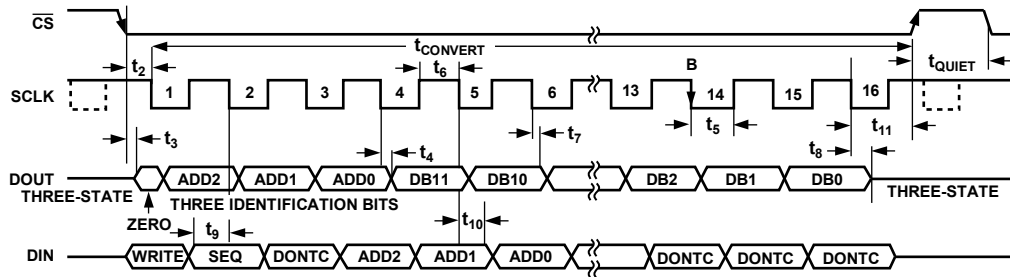 CS
tCONVERT
t2
t6
B
tQUIET
SCLK
1 2 3 4 5 6 13 14 15 16
t3
t4
t7
t5
t8
t11
DOUT
ADD2 ADD1 ADD0 DB11 DB10 DB2 DB1 DB0
THREE-STATE
THREE IDENTIFICATION BITS
THREE-STATE
ZERO
t9
t10
DIN
WRITE SEQ DONTC ADD2 ADD1 ADD0 DONTC DONTC DONTC